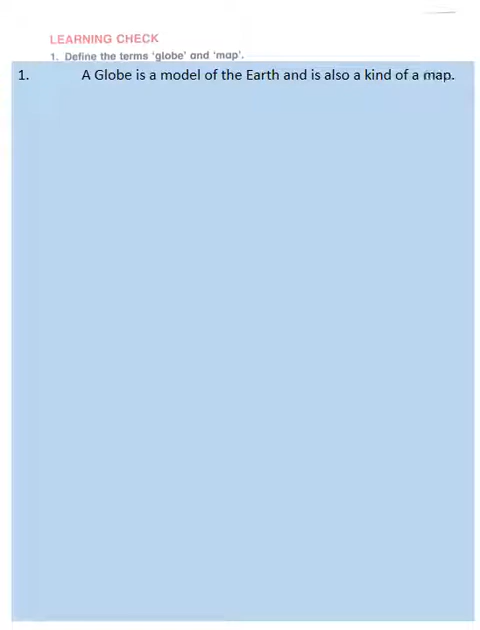 LEARNING CHECK
1. Define the terms ‘globe’ and ‘map’.
1. A Globe is a model of the Earth and is also a kind of a map.